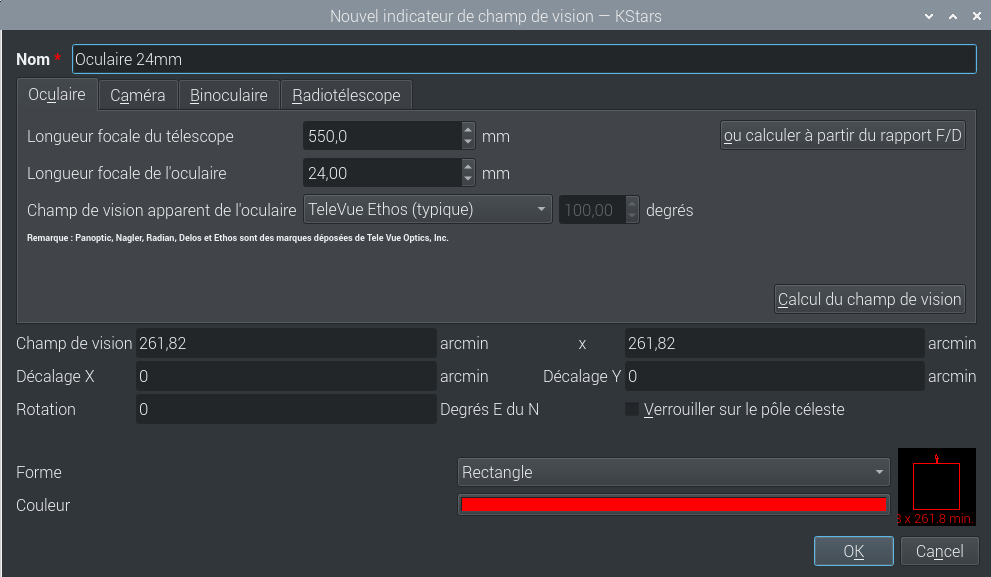 Nouvel indicateur de champ de vision — KStars
Nom * Oculaire 24mm
Oculaire Caméra Binoculaire Radiotélescope
Longueur focale du télescope 550,0 mm ou calculer à partir du rapport F/D
Longueur focale de l'oculaire 24,00 mm
Champ de vision apparent de l'oculaire TeleVue Ethos (typique) 100,00 degrés
Remarque : Panoptic, Nagler, Radian, Delos et Ethos sont des marques déposées de Tele Vue Optics, Inc.
Calcul du champ de vision
Champ de vision 261,82 arcmin x 261,82 arcmin
Décalage X 0 arcmin Décalage Y 0 arcmin
Rotation 0 Degrés E du N Verrouiller sur le pôle céleste
Forme Rectangle
Couleur
x 261.8 min.
OK Cancel